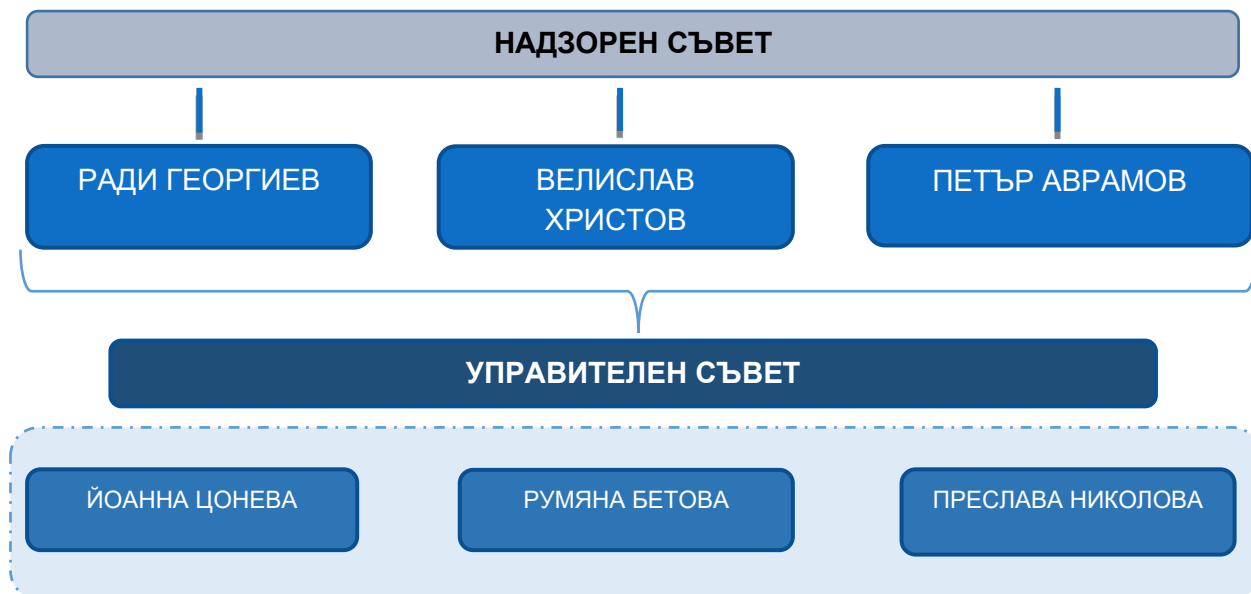 НАДЗОРЕН СЪВЕТ
РАДИ ГЕОРГИЕВ
ВЕЛИСЛАВ
ХРИСТОВ
ПЕТЪР АВРАМОВ
УПРАВИТЕЛЕН СЪВЕТ
ЙОАННА ЦОНЕВА
РУМЯНА БЕТОВА
ПРЕСЛАВА НИКОЛОВА